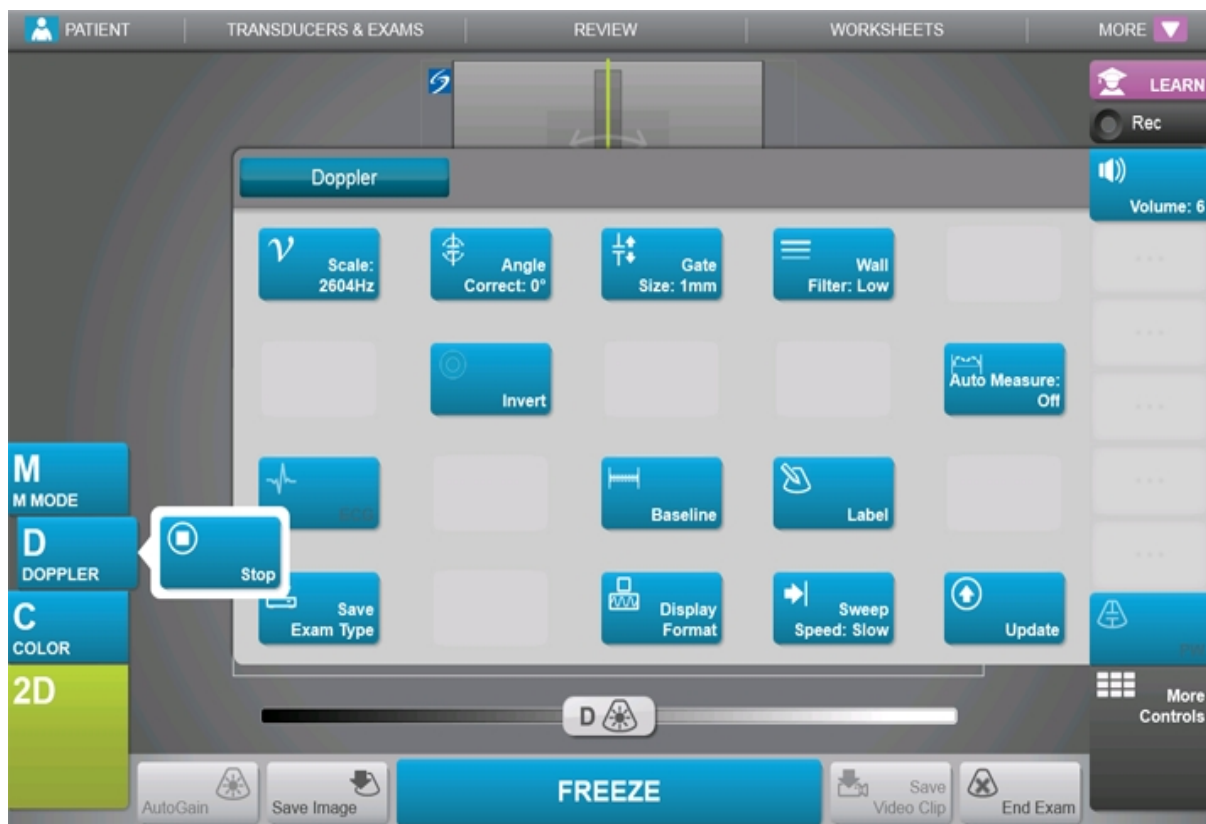 PATIENT
TRANSDUCERS & EXAMS
REVIEW
WORKSHEETS
MORE
LEARN
Rec
Volume: 6
Doppler
V
Scale:
2604Hz
Angle
Correct: 0°
Gate
Size: 1mm
Wall
Filter: Low
Invert
Auto Measure:
Off
ECG
Baseline
Label
M
M MODE
D
DOPPLER
Stop
C
COLOR
2D
Save
Exam Type
Display
Format
Sweep
Speed: Slow
Update
PW
More
Controls
D
AutoGain
Save Image
FREEZE
Save
Video Clip
End Exam